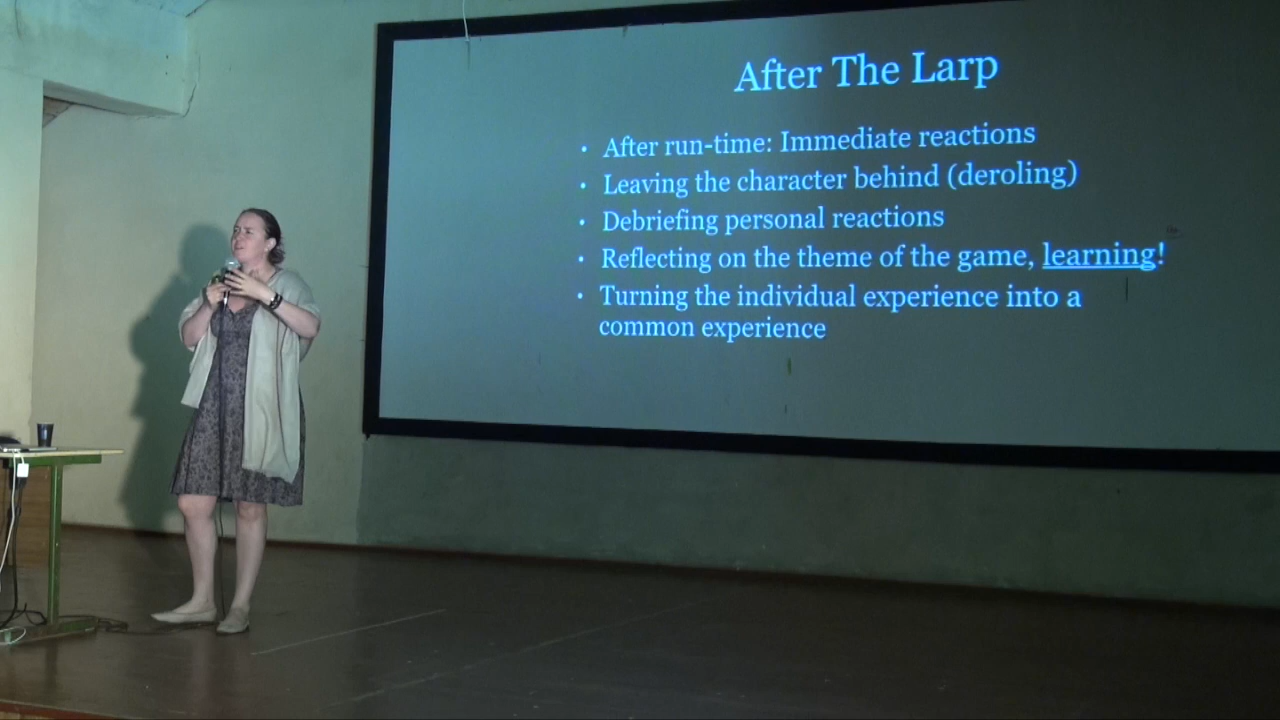 After The Larp
• After run-time: Immediate reactions
• Leaving the character behind (deroling)
• Debriefing personal reactions
• Reflecting on the theme of the game, learning!
• Turning the individual experience into a
common experience